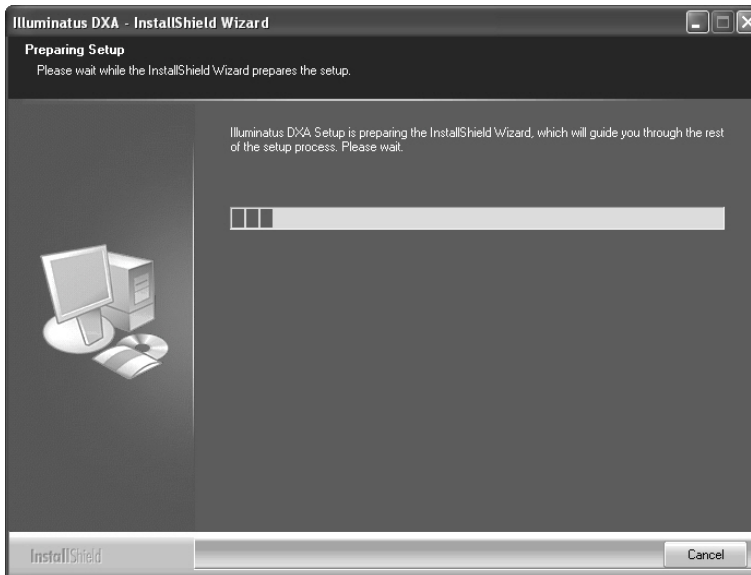 Illuminatus DXA - InstallShield Wizard
Preparing Setup
Please wait while the InstallShield Wizard prepares the setup.
Illuminatus DXA Setup is preparing the InstallShield Wizard, which will guide you through the rest
of the setup process. Please wait.
InstallShield
Cancel